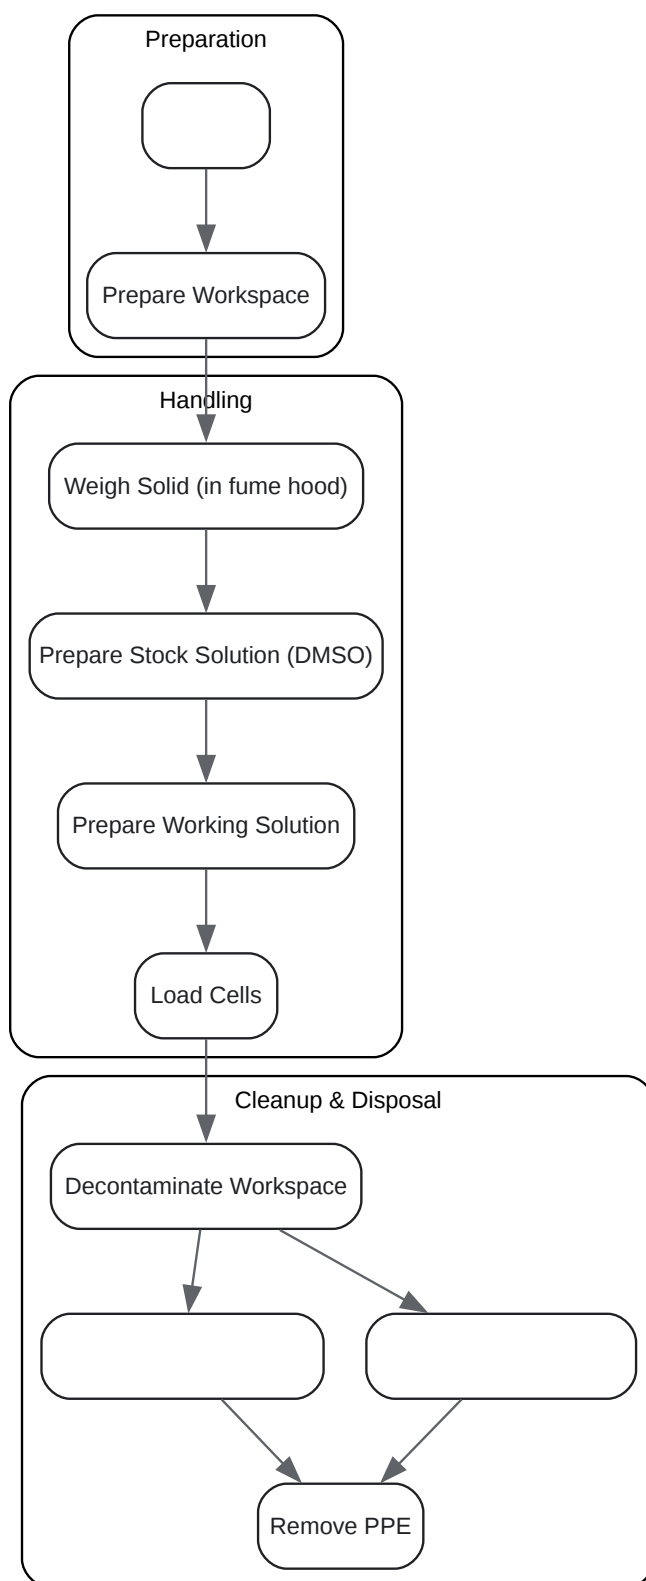 Preparation
Prepare Workspace
Handling
Weigh Solid (in fume hood)
Prepare Stock Solution (DMSO)
Prepare Working Solution
Load Cells
Cleanup & Disposal
Decontaminate Workspace
Remove PPE